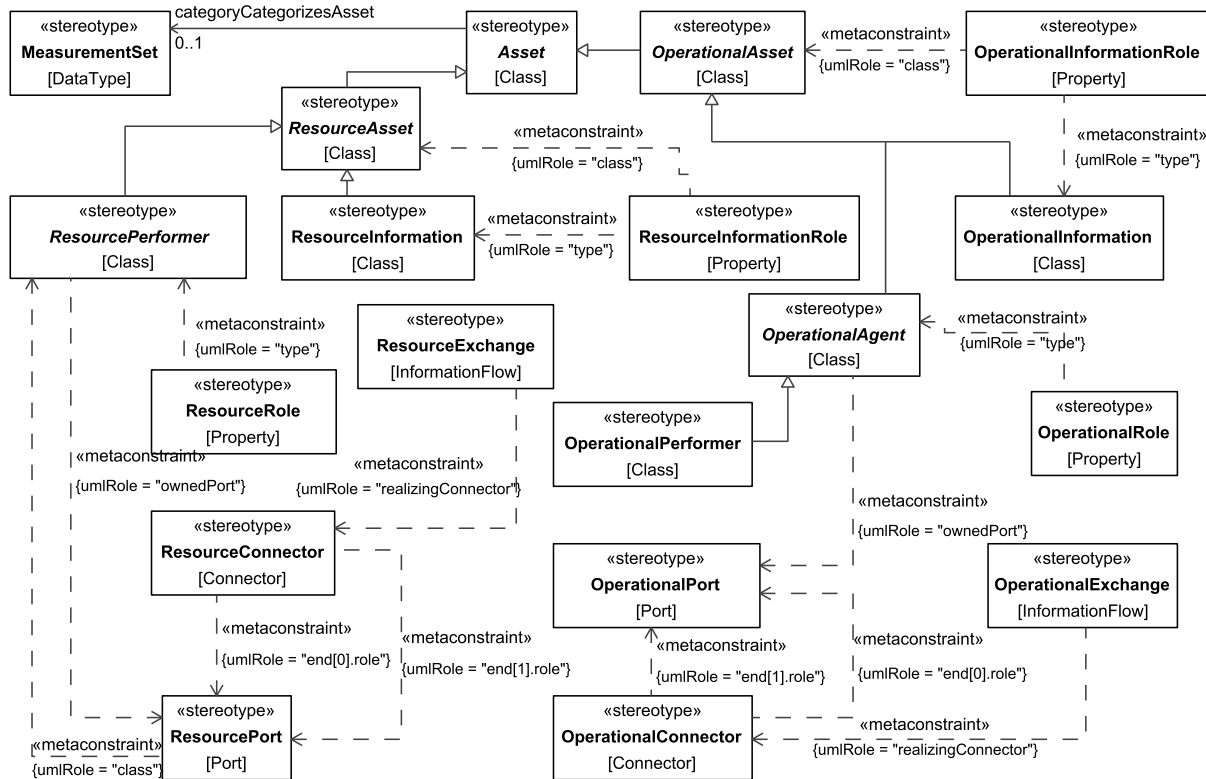 categoryCategorizesAsset
0..1
«stereotype»
MeasurementSet
[DataType]
«stereotype»
Asset
[Class]
«stereotype»
OperationalAsset
[Class]
«metaconstraint»
{umlRole = "class"}
«stereotype»
OperationalInformationRole
[Property]
«stereotype»
ResourceAsset
[Class]
«metaconstraint»
{umlRole = "class"}
«metaconstraint»
{umlRole = "type"}
«stereotype»
ResourcePerformer
[Class]
«stereotype»
ResourceInformation
[Class]
«metaconstraint»
{umlRole = "type"}
«stereotype»
ResourceInformationRole
[Property]
«stereotype»
OperationalInformation
[Class]
«metaconstraint»
{umlRole = "type"}
«stereotype»
ResourceExchange
[InformationFlow]
«stereotype»
OperationalAgent
[Class]
«metaconstraint»
{umlRole = "type"}
«stereotype»
ResourceRole
[Property]
«stereotype»
OperationalPerformer
[Class]
«stereotype»
OperationalRole
[Property]
«metaconstraint»
{umlRole = "ownedPort"}
«metaconstraint»
{umlRole = "realizingConnector"}
«metaconstraint»
{umlRole = "ownedPort"}
«stereotype»
ResourceConnector
[Connector]
«stereotype»
OperationalPort
[Port]
«stereotype»
OperationalExchange
[InformationFlow]
«metaconstraint»
{umlRole = "end[0].role"}
«metaconstraint»
{umlRole = "end[1].role"}
«metaconstraint»
{umlRole = "end[1].role"}
«metaconstraint»
{umlRole = "end[0].role"}
«metaconstraint»
{umlRole = "class"}
«stereotype»
ResourcePort
[Port]
«stereotype»
OperationalConnector
[Connector]
«metaconstraint»
{umlRole = "realizingConnector"}